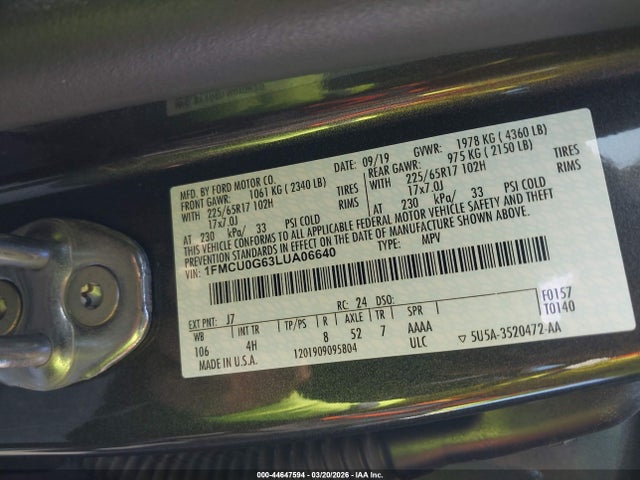 MFD. BY FORD MOTOR CO.
DATE: 09/19 GVWR: 1978 KG ( 4360 LB)
FRONT GAWR: 1061 KG ( 2340 LB) REAR GAWR: 975 KG ( 2150 LB)
WITH 225/65R17 102H TIRES WITH 225/65R17 102H TIRES
17x7.0J RIMS 17x7.0J RIMS
AT 230 kPa/ 33 PSI COLD AT 230 kPa/ 33 PSI COLD
THIS VEHICLE CONFORMS TO ALL APPLICABLE FEDERAL MOTOR VEHICLE SAFETY AND THEFT
PREVENTION STANDARDS IN EFFECT ON THE DATE OF MANUFACTURE SHOWN ABOVE.
VIN: 1FMCU0G63LUA06640 TYPE: MPV
F0157
T0140
EXT PNT: J7 RC: 24 DSO:
WB INT TR TP/PS R AXLE TR SPR
106 4H 8 52 7 AAAA
ULC
MADE IN U.S.A. 1201909095804 ▽ 5U5A-3520472-AA
000-44647594 | 03/20/2026 | IAA Inc.